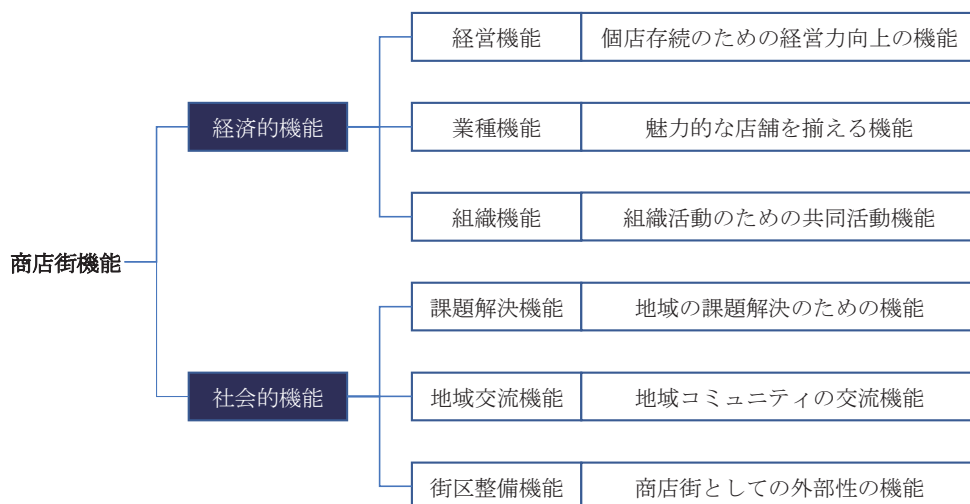 経営機能 個店存続のための経営力向上の機能
経済的機能 業種機能 魅力的な店舗を揃える機能
組織機能 組織活動のための共同活動機能
商店街機能
課題解決機能 地域の課題解決のための機能
社会的機能 地域交流機能 地域コミュニティの交流機能
街区整備機能 商店街としての外部性の機能